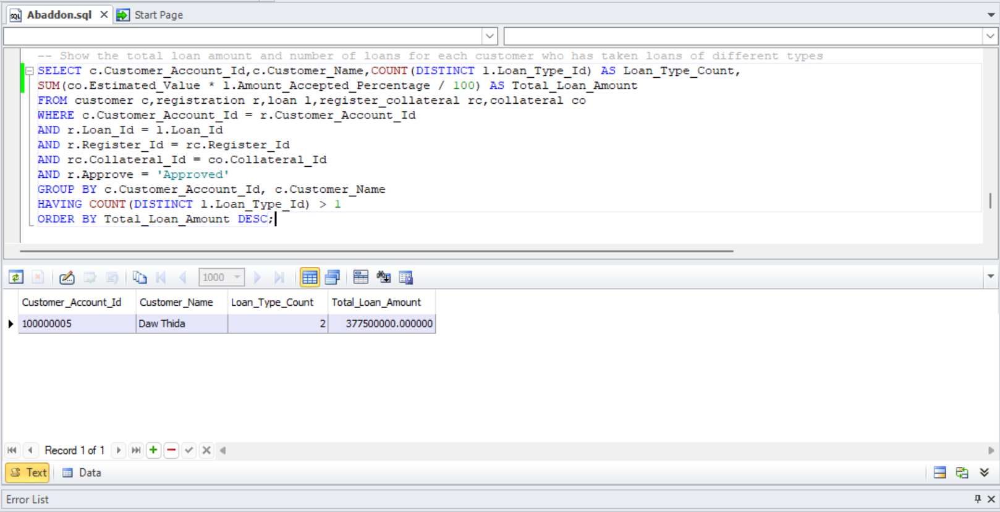 Abaddon.sql
Start Page
-- Show the total loan amount and number of loans for each customer who has taken loans of different types
SELECT c.Customer_Account_Id,c.Customer_Name,COUNT(DISTINCT l.Loan_Type_Id) AS Loan_Type_Count,
SUM(co.Estimated_Value * l.Amount_Accepted_Percentage / 100) AS Total_Loan_Amount
FROM customer c,registration r,loan l,register_collateral rc,collateral co
WHERE c.Customer_Account_Id = r.Customer_Account_Id
AND r.Loan_Id = l.Loan_Id
AND r.Register_Id = rc.Register_Id
AND rc.Collateral_Id = co.Collateral_Id
AND r.Approve = 'Approved'
GROUP BY c.Customer_Account_Id, c.Customer_Name
HAVING COUNT(DISTINCT l.Loan_Type_Id) > 1
ORDER BY Total_Loan_Amount DESC;
1000
Customer_Account_Id Customer_Name Loan_Type_Count Total_Loan_Amount
100000005 Daw Thida 2 377500000.000000
Record 1 of 1
Text Data
Error List